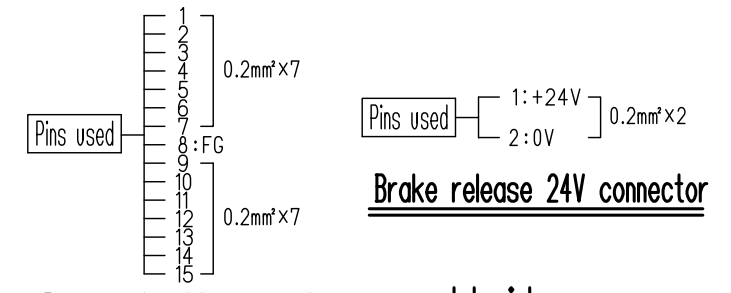 1
2
3
4
5
6
7
8:FG
9
10
11
12
13
14
15
Pins used
0.2mm²×7
0.2mm²×7
Pins used
1:+24V
2:0V
0.2mm²×2
Brake release 24V connector